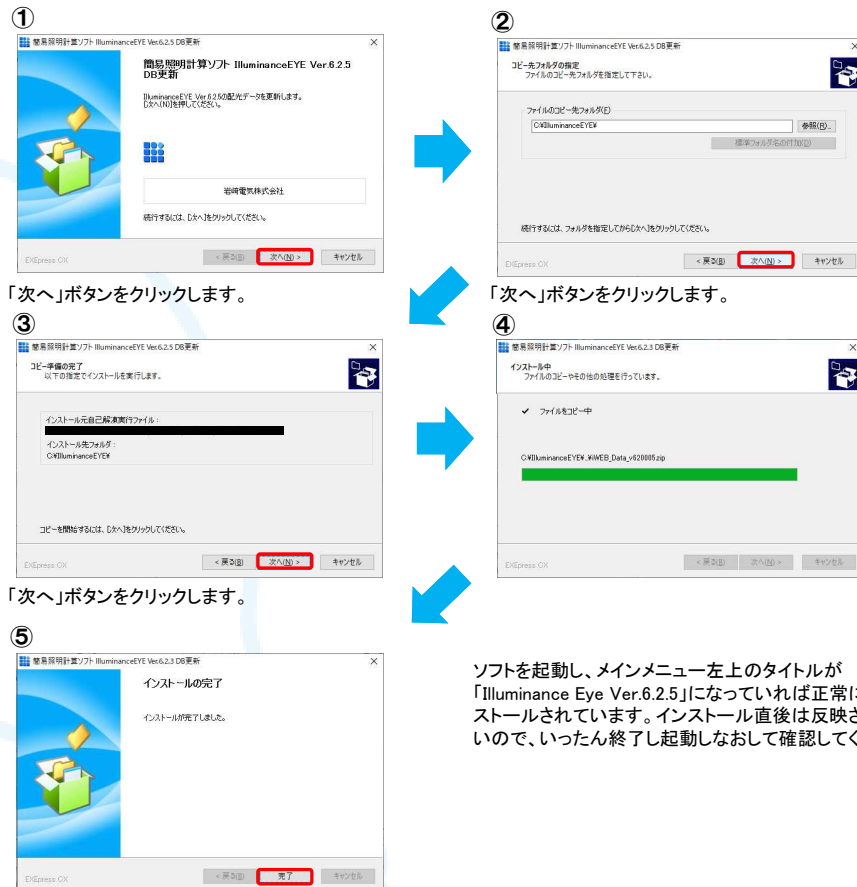 ①
簡易照明計算ソフト IlluminanceEYE Ver.6.2.5 DB更新
簡易照明計算ソフト IlluminanceEYE Ver.6.2.5
DB更新
IlluminanceEYE Ver.6.2.5の配光データを更新します。
[次へ(N)]を押してください。
岩崎電気株式会社
続行するには、[次へ]をクリックしてください。
EXEpress CX
< 戻る(B)
次へ(N) >
キャンセル
「次へ」ボタンをクリックします。
②
簡易照明計算ソフト IlluminanceEYE Ver.6.2.5 DB更新
コピー先フォルダの指定
ファイルのコピー先フォルダを指定して下さい。
ファイルのコピー先フォルダ(F)
C:¥IlluminanceEYE¥
参照(R)...
標準フォルダ名の付加(D)
続行するには、フォルダを指定してから[次へ]をクリックしてください。
EXEpress CX
< 戻る(B)
次へ(N) >
キャンセル
「次へ」ボタンをクリックします。
③
簡易照明計算ソフト IlluminanceEYE Ver.6.2.5 DB更新
コピー準備の完了
以下の指定でインストールを実行します。
インストール元自己解凍実行ファイル :
インストール先フォルダ :
C:¥IlluminanceEYE¥
コピーを開始するには、[次へ]をクリックしてください。
EXEpress CX
< 戻る(B)
次へ(N) >
キャンセル
「次へ」ボタンをクリックします。
④
簡易照明計算ソフト IlluminanceEYE Ver.6.2.3 DB更新
インストール中
ファイルのコピーやその他の処理を行っています。
✓ ファイルをコピー中
C:¥IlluminanceEYE¥..¥iWEB_Data_v620005.zip
EXEpress CX
< 戻る(B)
次へ(N) >
キャンセル
⑤
簡易照明計算ソフト IlluminanceEYE Ver.6.2.3 DB更新
インストールの完了
インストールが完了しました。
EXEpress CX
< 戻る(B)
完了
キャンセル
ソフトを起動し、メインメニュー左上のタイトルが
「Illuminance Eye Ver.6.2.5」になっていれば正常に
ストールされています。インストール直後は反映さ
いので、いったん終了し起動しなおして確認してく